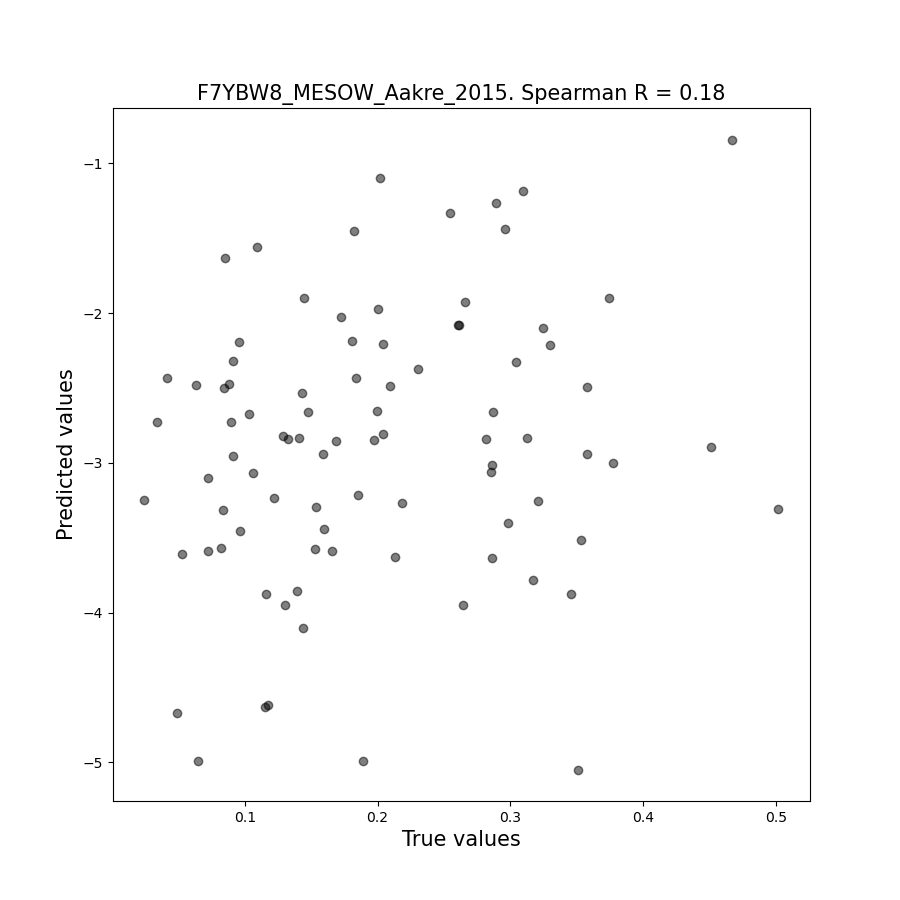 F7YBW8_MESOW_Aakre_2015. Spearman R = 0.18
−1
−2
−3
−4
−5
Predicted values
0.1 0.2 0.3 0.4 0.5
True values